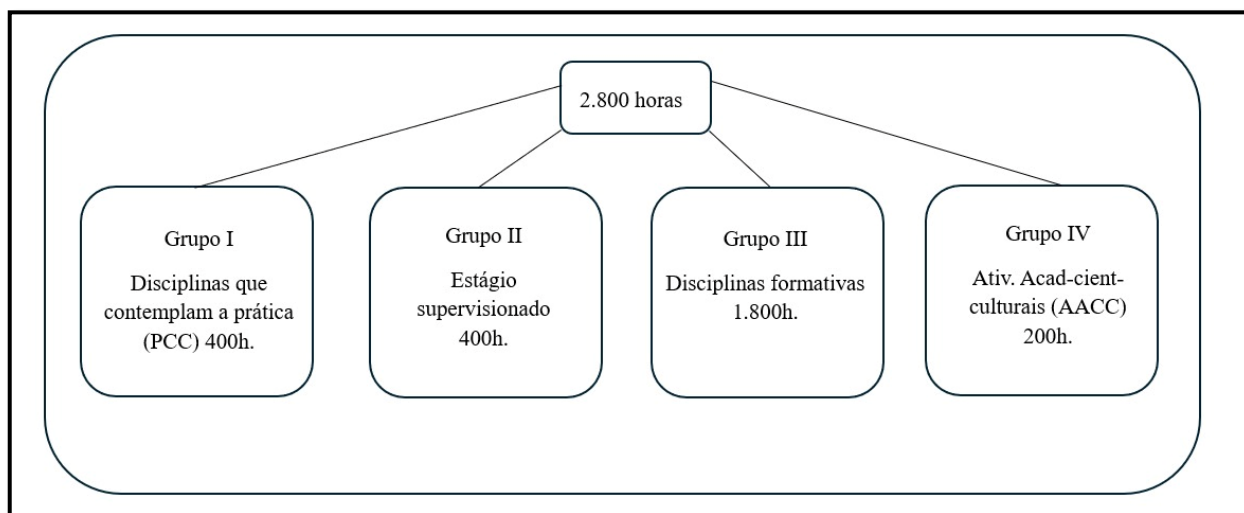 2.800 horas
Grupo I
Disciplinas que
contemplam a prática
(PCC) 400h.
Grupo II
Estágio
supervisionado
400h.
Grupo III
Disciplinas formativas
1.800h.
Grupo IV
Ativ. Acad-cient-
culturais (AACC)
200h.